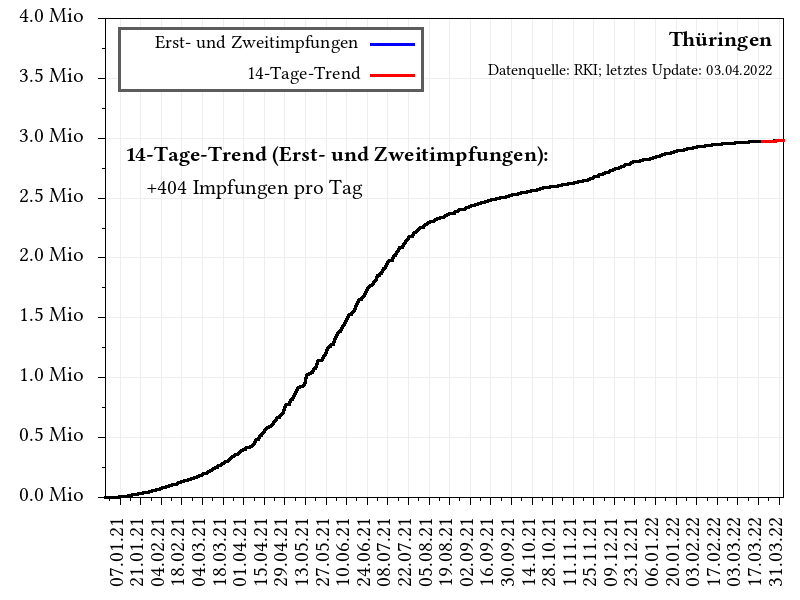 4.0 Mio
3.5 Mio
3.0 Mio
2.5 Mio
2.0 Mio
1.5 Mio
1.0 Mio
0.5 Mio
0.0 Mio
Erst- und Zweitimpfungen
14-Tage-Trend
Thüringen
Datenquelle: RKI; letztes Update: 03.04.2022
14-Tage-Trend (Erst- und Zweitimpfungen):
+404 Impfungen pro Tag
07.01.21
21.01.21
04.02.21
18.02.21
04.03.21
18.03.21
01.04.21
15.04.21
29.04.21
13.05.21
27.05.21
10.06.21
24.06.21
08.07.21
22.07.21
05.08.21
19.08.21
02.09.21
16.09.21
30.09.21
14.10.21
28.10.21
11.11.21
25.11.21
09.12.21
23.12.21
06.01.22
20.01.22
03.02.22
17.02.22
03.03.22
17.03.22
31.03.22